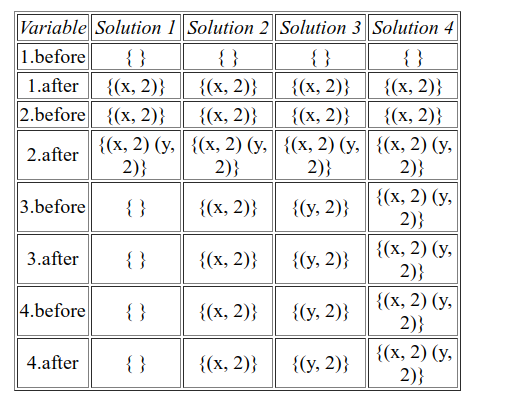 Variable Solution 1 Solution 2 Solution 3 Solution 4
1.before { } { } { } { }
1.after {(x, 2)} {(x, 2)} {(x, 2)} {(x, 2)}
2.before {(x, 2)} {(x, 2)} {(x, 2)} {(x, 2)}
2.after {(x, 2) (y, 2)} {(x, 2) (y, 2)} {(x, 2) (y, 2)} {(x, 2) (y, 2)}
3.before { } {(x, 2)} {(y, 2)} {(x, 2) (y, 2)}
3.after { } {(x, 2)} {(y, 2)} {(x, 2) (y, 2)}
4.before { } {(x, 2)} {(y, 2)} {(x, 2) (y, 2)}
4.after { } {(x, 2)} {(y, 2)} {(x, 2) (y, 2)}